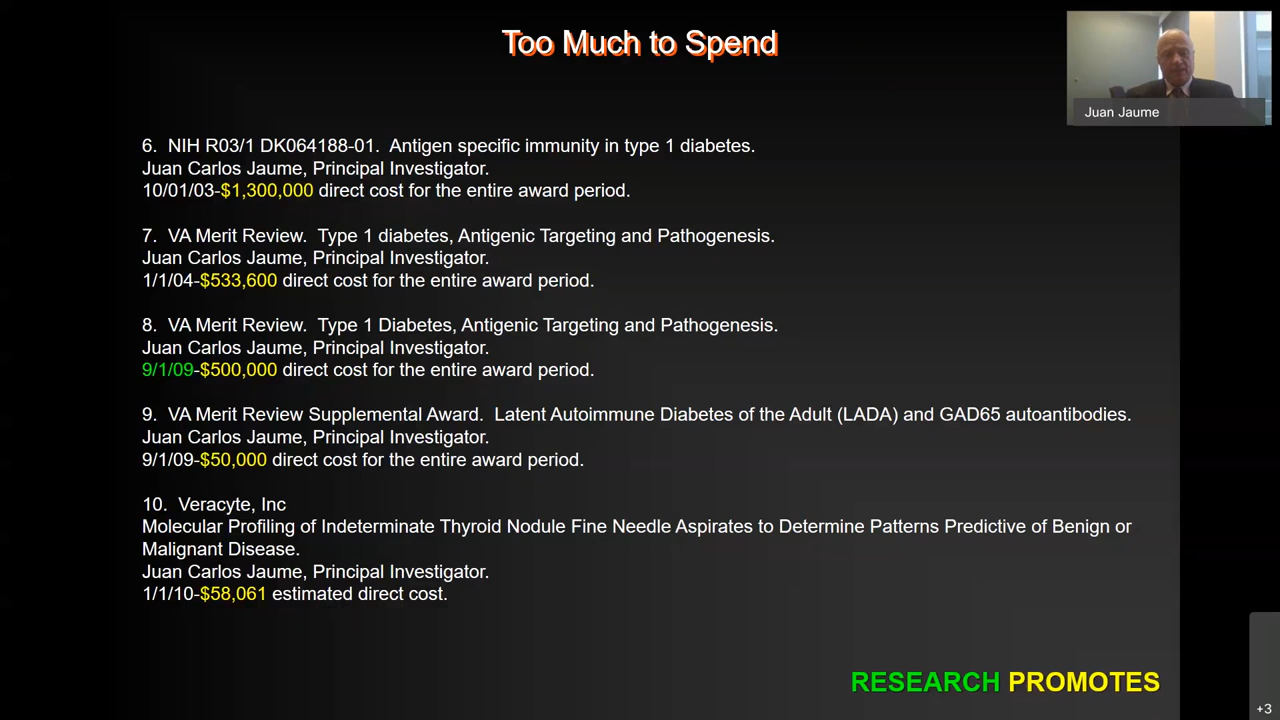 Too Much to Spend
Juan Jaume
6. NIH R03/1 DK064188-01. Antigen specific immunity in type 1 diabetes.
Juan Carlos Jaume, Principal Investigator.
10/01/03-$1,300,000 direct cost for the entire award period.
7. VA Merit Review. Type 1 diabetes, Antigenic Targeting and Pathogenesis.
Juan Carlos Jaume, Principal Investigator.
1/1/04-$533,600 direct cost for the entire award period.
8. VA Merit Review. Type 1 Diabetes, Antigenic Targeting and Pathogenesis.
Juan Carlos Jaume, Principal Investigator.
9/1/09-$500,000 direct cost for the entire award period.
9. VA Merit Review Supplemental Award. Latent Autoimmune Diabetes of the Adult (LADA) and GAD65 autoantibodies.
Juan Carlos Jaume, Principal Investigator.
9/1/09-$50,000 direct cost for the entire award period.
10. Veracyte, Inc
Molecular Profiling of Indeterminate Thyroid Nodule Fine Needle Aspirates to Determine Patterns Predictive of Benign or
Malignant Disease.
Juan Carlos Jaume, Principal Investigator.
1/1/10-$58,061 estimated direct cost.
RESEARCH PROMOTES
+3